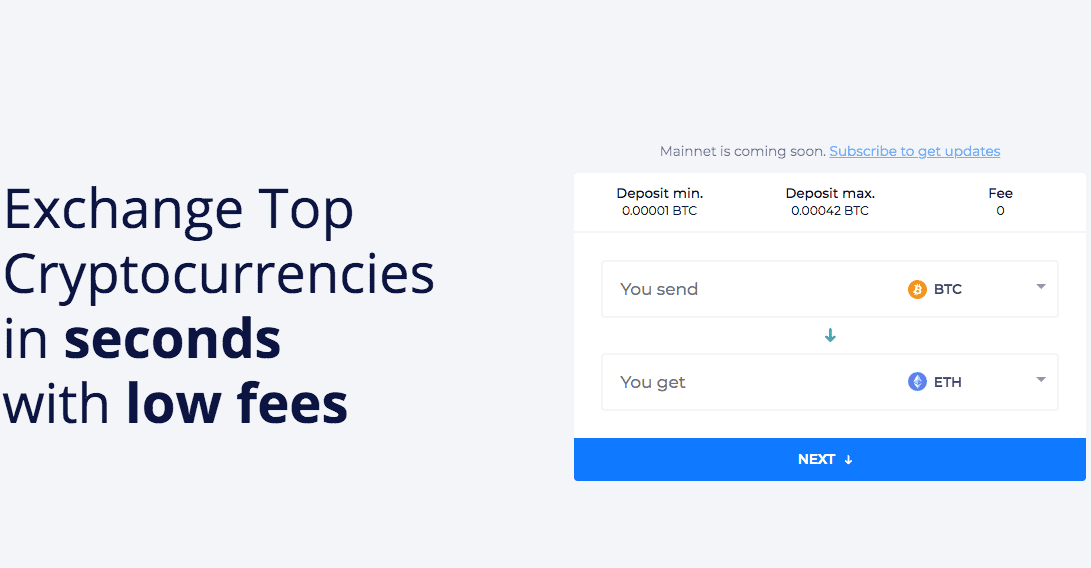 Exchange Top
Cryptocurrencies
in seconds
with low fees
Mainnet is coming soon. Subscribe to get updates
Deposit min. Deposit max. Fee
0.00001 BTC 0.00042 BTC 0
You send BTC
You get ETH
NEXT ↓